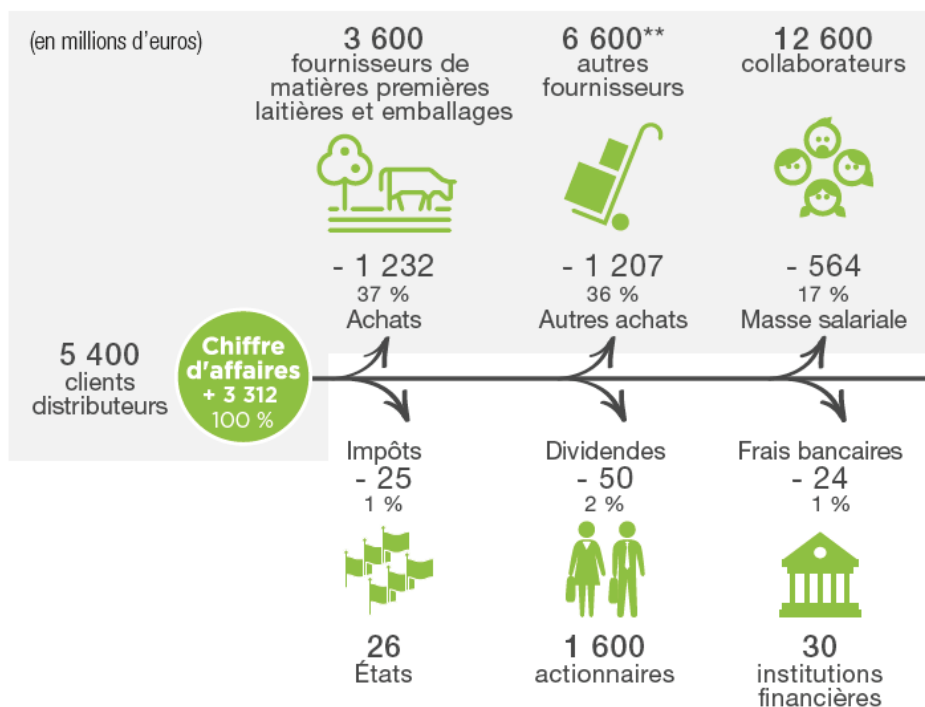 (en millions d'euros)
3 600
fournisseurs de
matières premières
laitières et emballages
6 600**
autres
fournisseurs
12 600
collaborateurs
- 1 232
37 %
Achats
- 1 207
36 %
Autres achats
- 564
17 %
Masse salariale
5 400
clients
distributeurs
Chiffre
d'affaires
+ 3 312
100 %
Impôts
- 25
1 %
Dividendes
- 50
2 %
Frais bancaires
- 24
1 %
26
États
1 600
actionnaires
30
institutions
financières